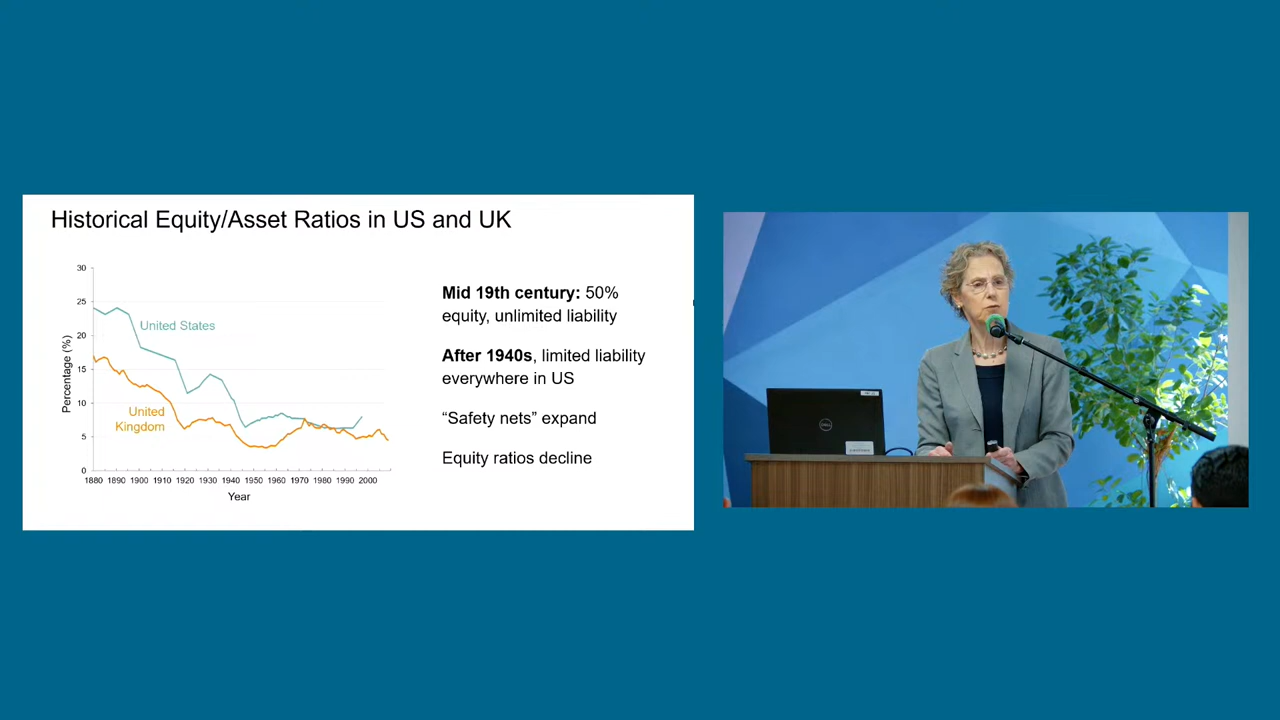 Historical Equity/Asset Ratios in US and UK
30
25
20
15
10
5
0
Percentage (%)
United States
United
Kingdom
1880 1890 1900 1910 1920 1930 1940 1950 1960 1970 1980 1990 2000
Year
Mid 19th century: 50%
equity, unlimited liability
After 1940s, limited liability
everywhere in US
“Safety nets” expand
Equity ratios decline
DELL